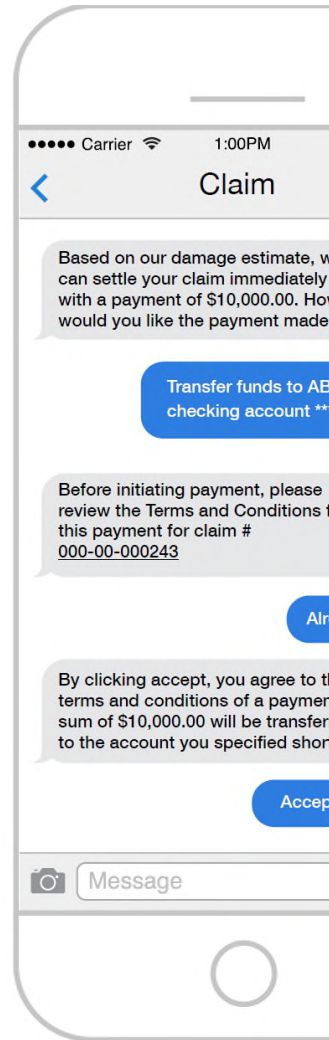 Carrier 1:00PM
Claim
Based on our damage estimate, w
can settle your claim immediately
with a payment of $10,000.00. Ho
would you like the payment made
Transfer funds to AB
checking account **
Before initiating payment, please
review the Terms and Conditions f
this payment for claim #
000-00-000243
Alr
By clicking accept, you agree to th
terms and conditions of a paymen
sum of $10,000.00 will be transfer
to the account you specified shor
Accep
Message